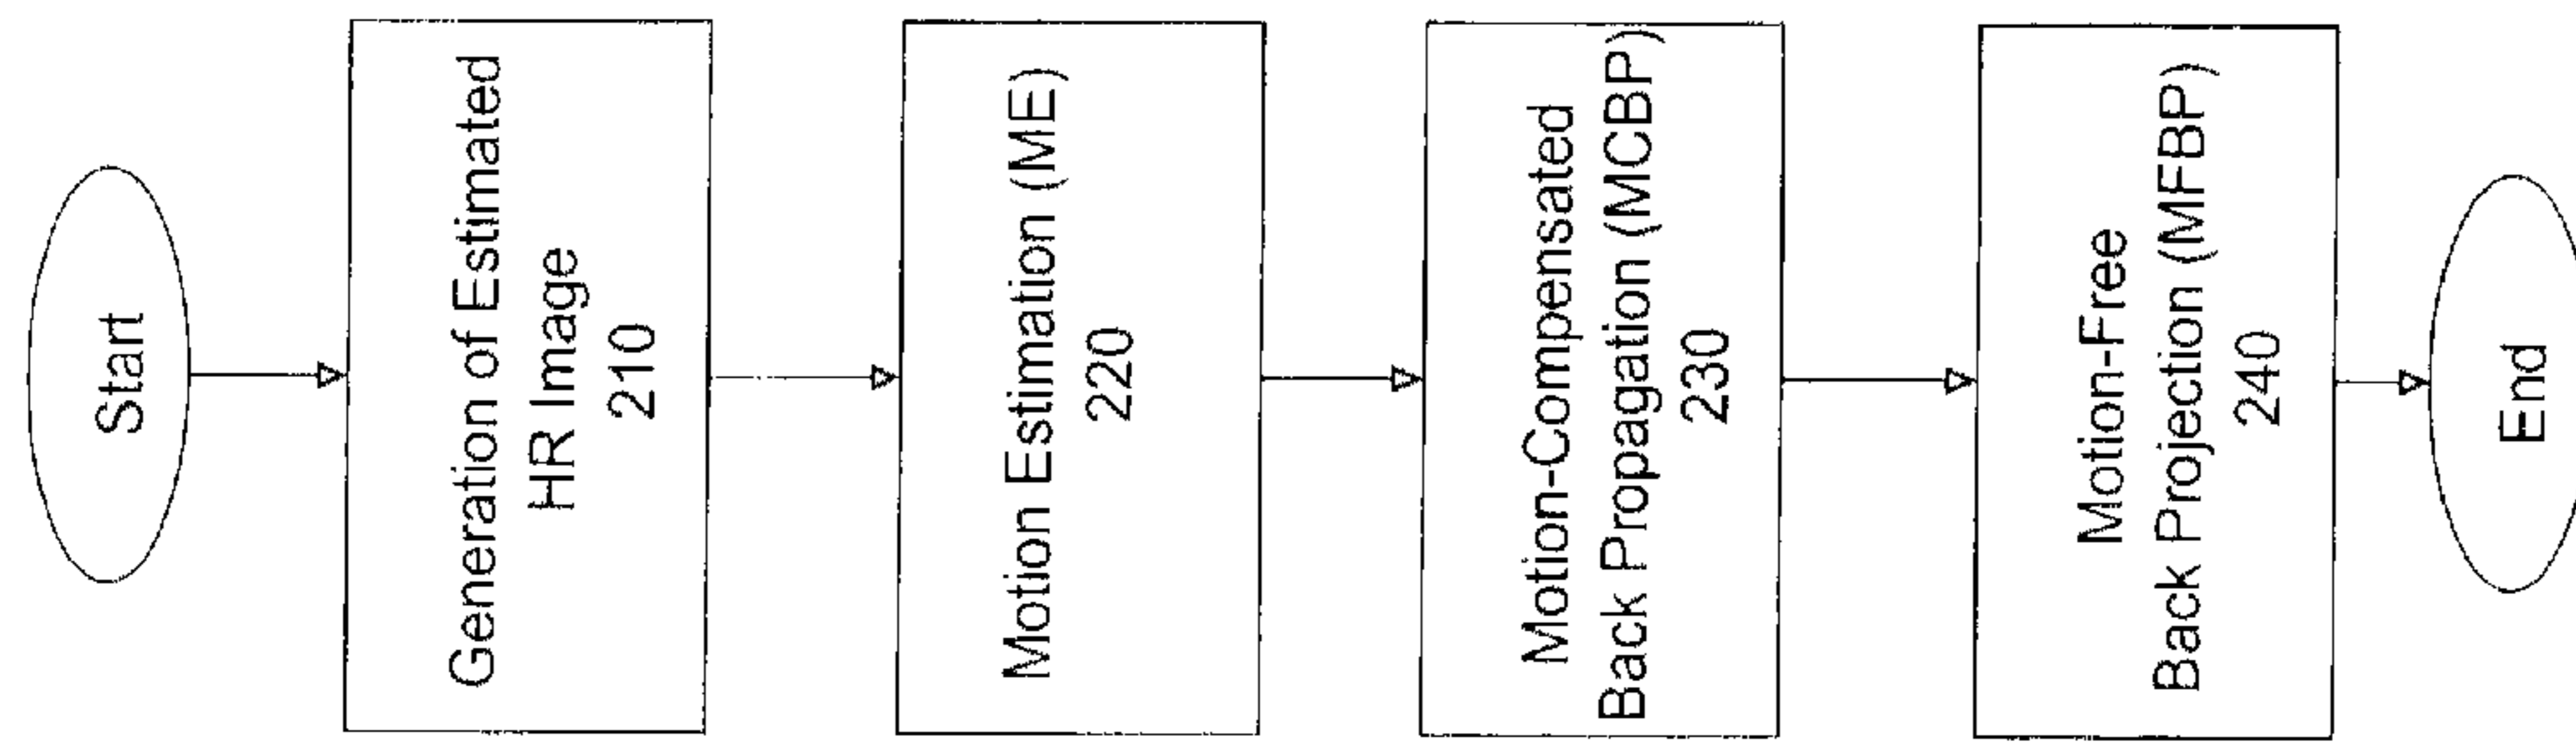 Start
Generation of Estimated
HR Image
210
Motion Estimation (ME)
220
Motion-Compensated
Back Propagation (MCBP)
230
Motion-Free
Back Projection (MFBP)
240
End